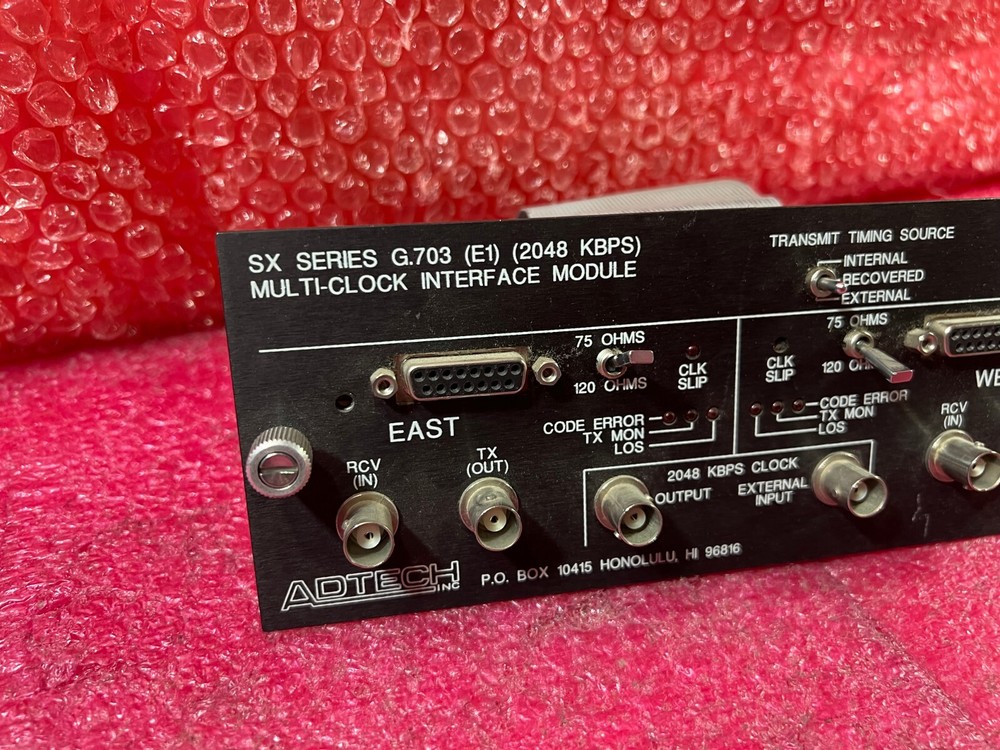 SX SERIES G.703 (E1) (2048 KBPS)
MULTI-CLOCK INTERFACE MODULE
TRANSMIT TIMING SOURCE
INTERNAL
RECOVERED
EXTERNAL
75 OHMS
120 OHMS
CLK
SLIP
CODE ERROR
TX MON
LOS
EAST
RCV
(IN)
TX
(OUT)
75 OHMS
120
CLK
SLIP
CODE ERROR
TX MON
LOS
RCV
(IN)
2048 KBPS CLOCK
OUTPUT
EXTERNAL
INPUT
ADTECH INC
P.O. BOX 10415 HONOLULU, HI 96816